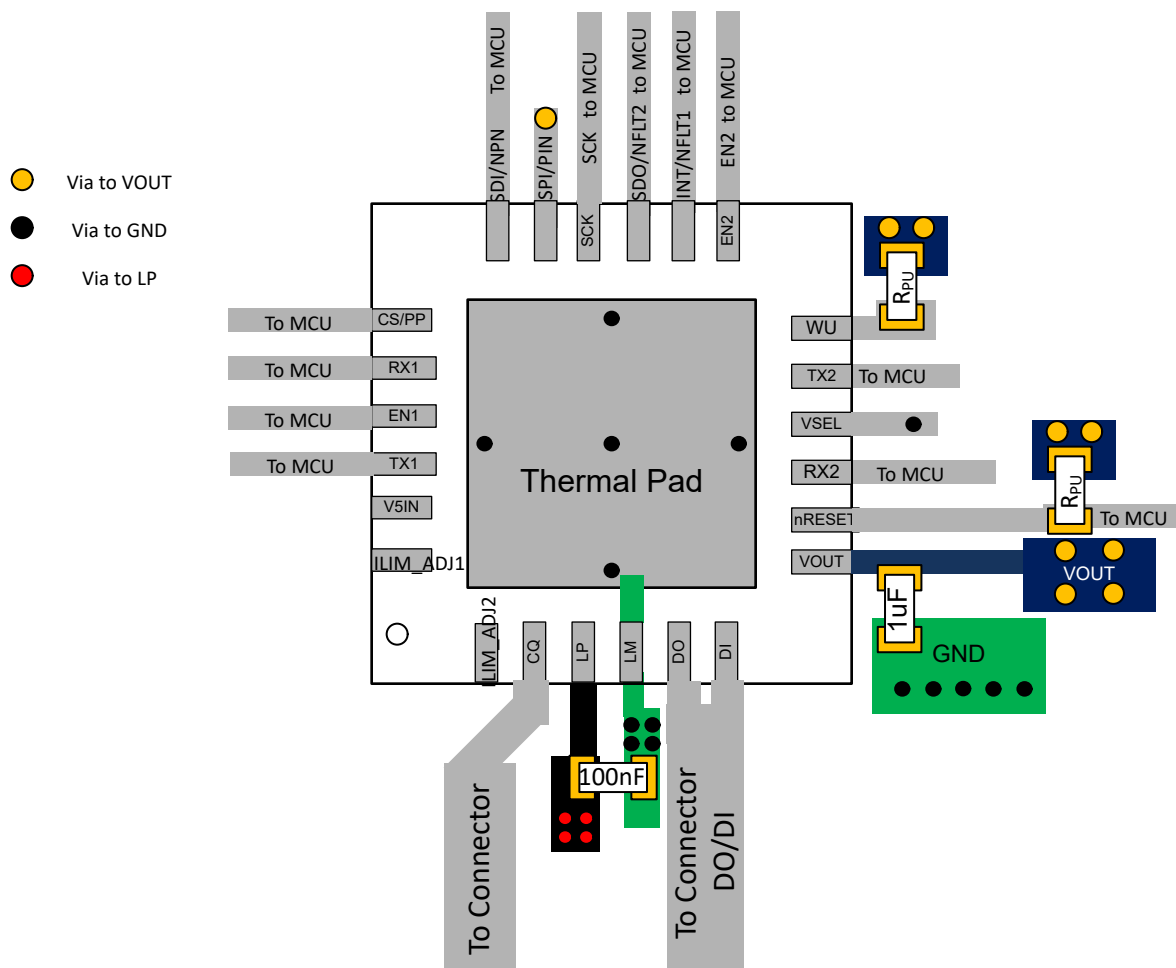 SDI/NPN To MCU
SPI/PIN
SCK to MCU
SDO/NFLT2 to MCU
INT/NFLT1 to MCU
EN2 to MCU
SCK
EN2
Via to VOUT
Via to GND
Via to LP
To MCU
CS/PP
To MCU
RX1
To MCU
EN1
To MCU
TX1
V5IN
ILIM_ADJ1
Thermal Pad
RPU
WU
TX2
To MCU
VSEL
RX2
To MCU
RPU
nRESET
To MCU
VOUT
VOUT
1uF
GND
ILIM_ADJ2
CQ
LP
LM
DO
DI
100nF
To Connector
To Connector
DO/DI